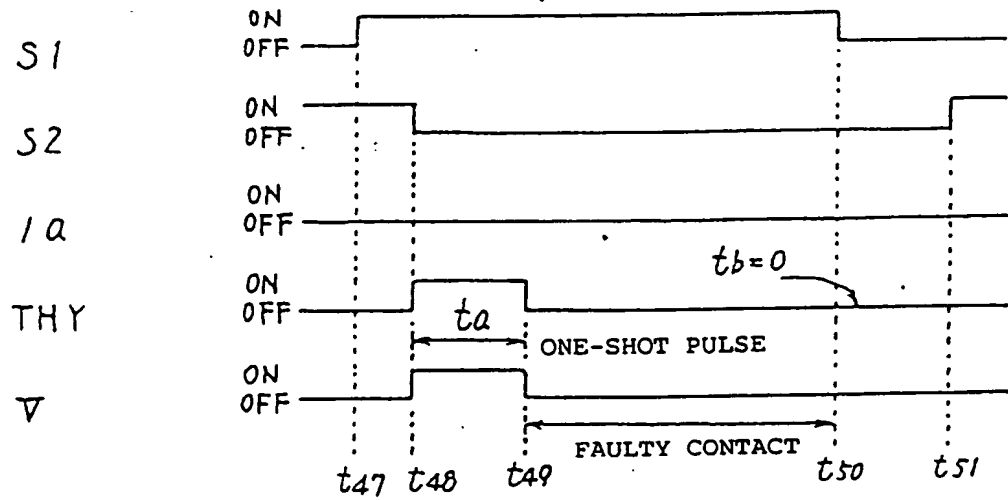 ON
S1 OFF
ON
S2 OFF
ON
1a OFF
tb=0
ON
THY OFF
ta
ONE-SHOT PULSE
ON
V OFF
FAULTY CONTACT
t47 t48 t49 t50 t51